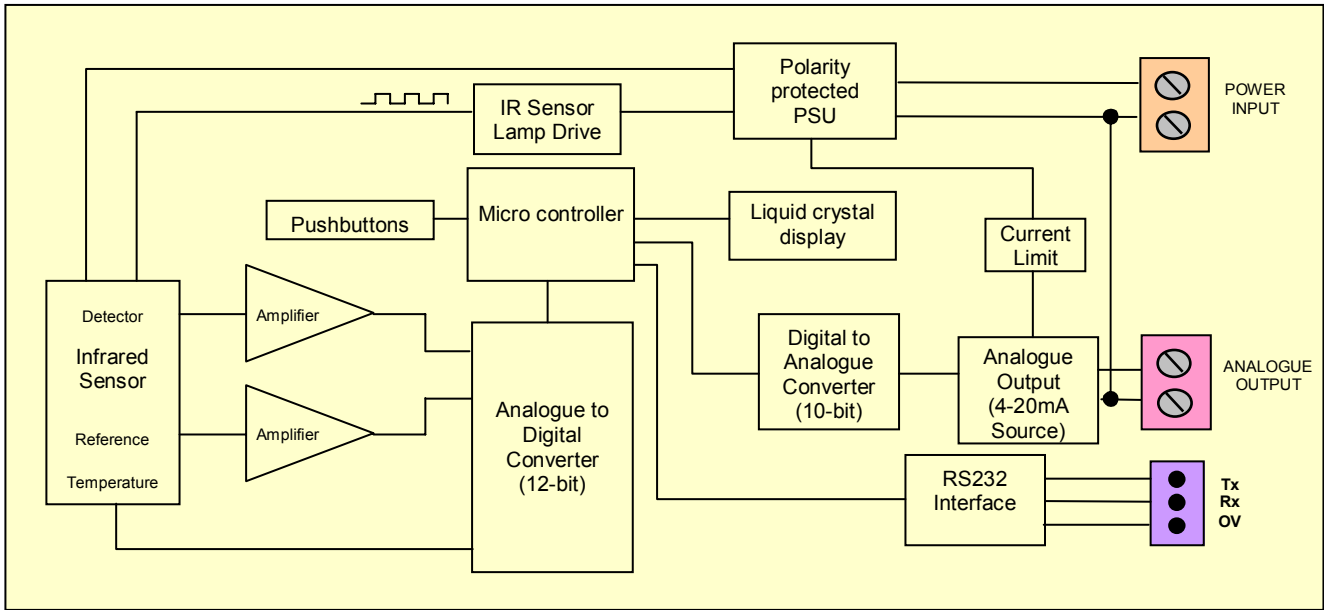 Polarity
protected
PSU
POWER
INPUT
IR Sensor
Lamp Drive
Pushbuttons
Micro controller
Liquid crystal
display
Current
Limit
Detector
Infrared
Sensor
Reference
Temperature
Amplifier
Amplifier
Analogue to
Digital
Converter
(12-bit)
Digital to
Analogue
Converter
(10-bit)
Analogue
Output
(4-20mA
Source)
ANALOGUE
OUTPUT
RS232
Interface
Tx
Rx
OV